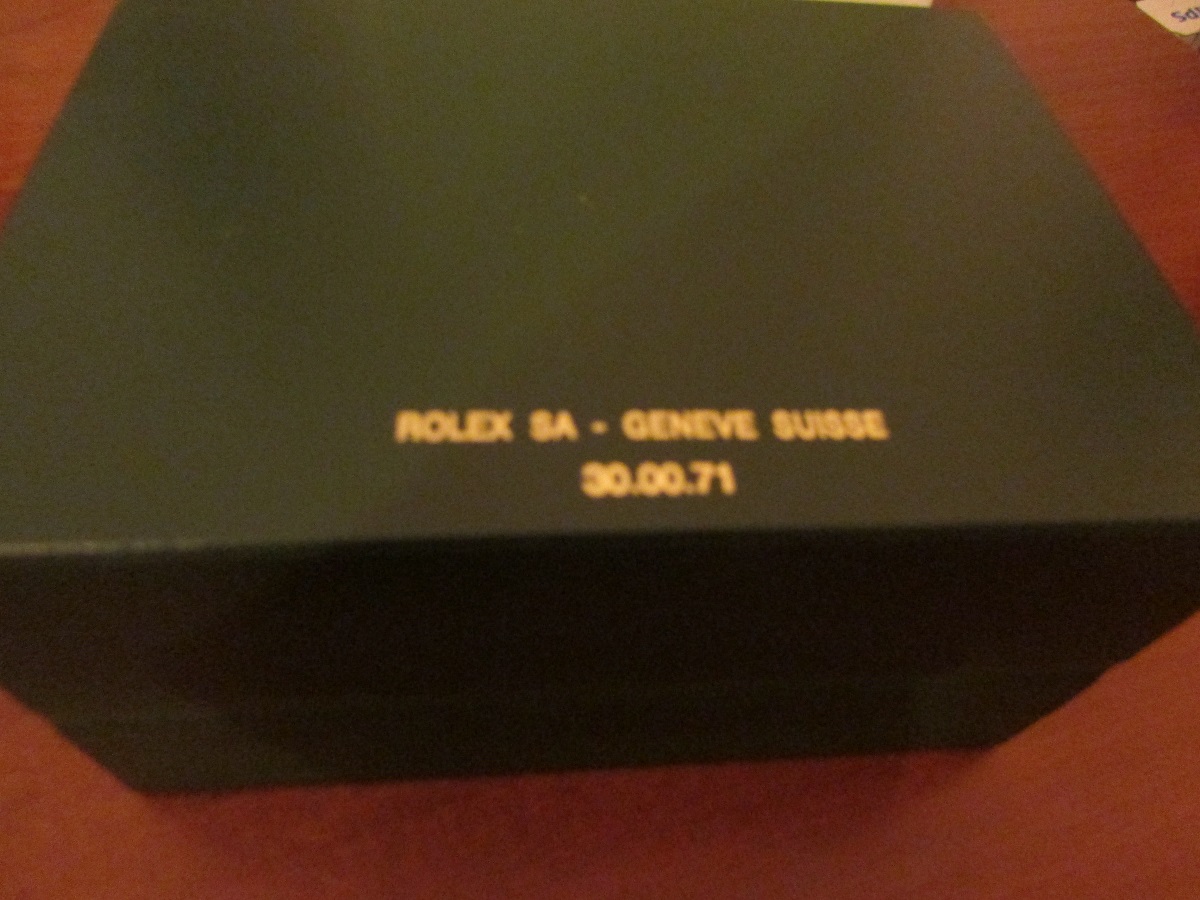 ROLEX SA - GENEVE SUISSE
30.00.71